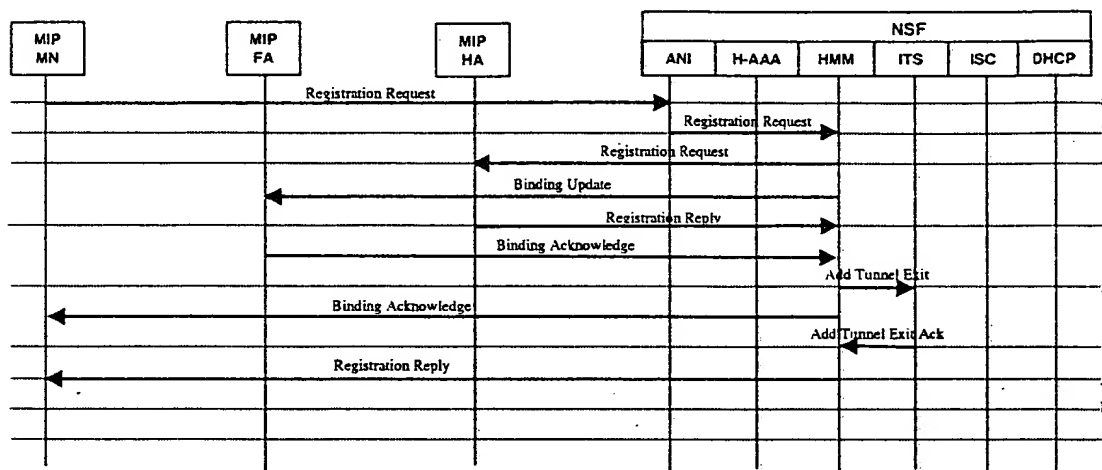 NSF
MIP
MN
MIP
FA
MIP
HA
ANI
H-AAA
HMM
ITS
ISC
DHCP
Registration Request
Registration Request
Registration Request
Binding Update
Registration Reply
Binding Acknowledge
Add Tunnel Exit
Binding Acknowledge
Add Tunnel Exit Ack
Registration Reply